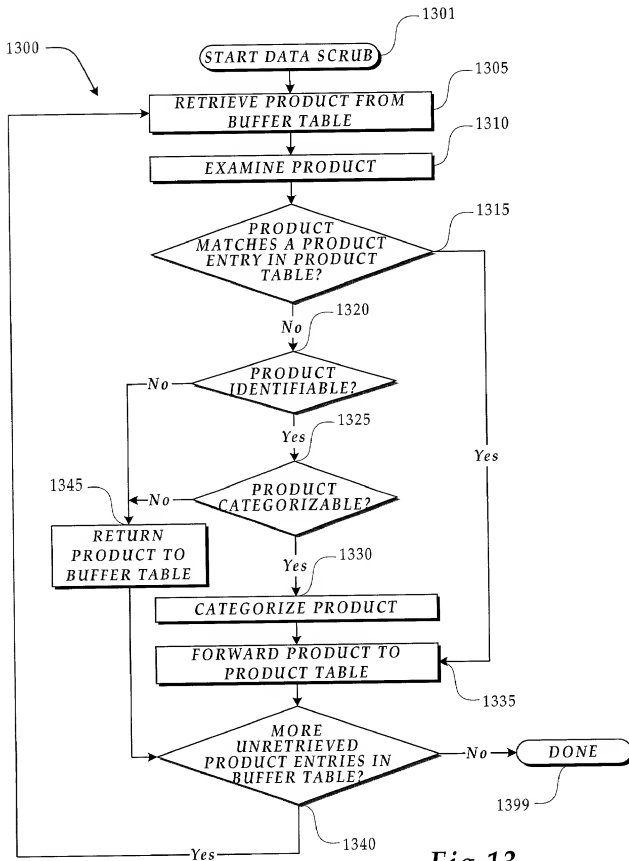 1301
1300
START DATA SCRUB
1305
RETRIEVE PRODUCT FROM
BUFFER TABLE
1310
EXAMINE PRODUCT
1315
PRODUCT
MATCHES A PRODUCT
ENTRY IN PRODUCT
TABLE?
1320
No
PRODUCT
IDENTIFIABLE?
No
1325
Yes
Yes
1345
PRODUCT
CATEGORIZABLE?
No
RETURN
PRODUCT TO
BUFFER TABLE
1330
Yes
CATEGORIZE PRODUCT
FORWARD PRODUCT TO
PRODUCT TABLE
1335
MORE
UNRETRIEVED
PRODUCT ENTRIES IN
BUFFER TABLE?
No
DONE
1399
1340
Yes
Fig.13.